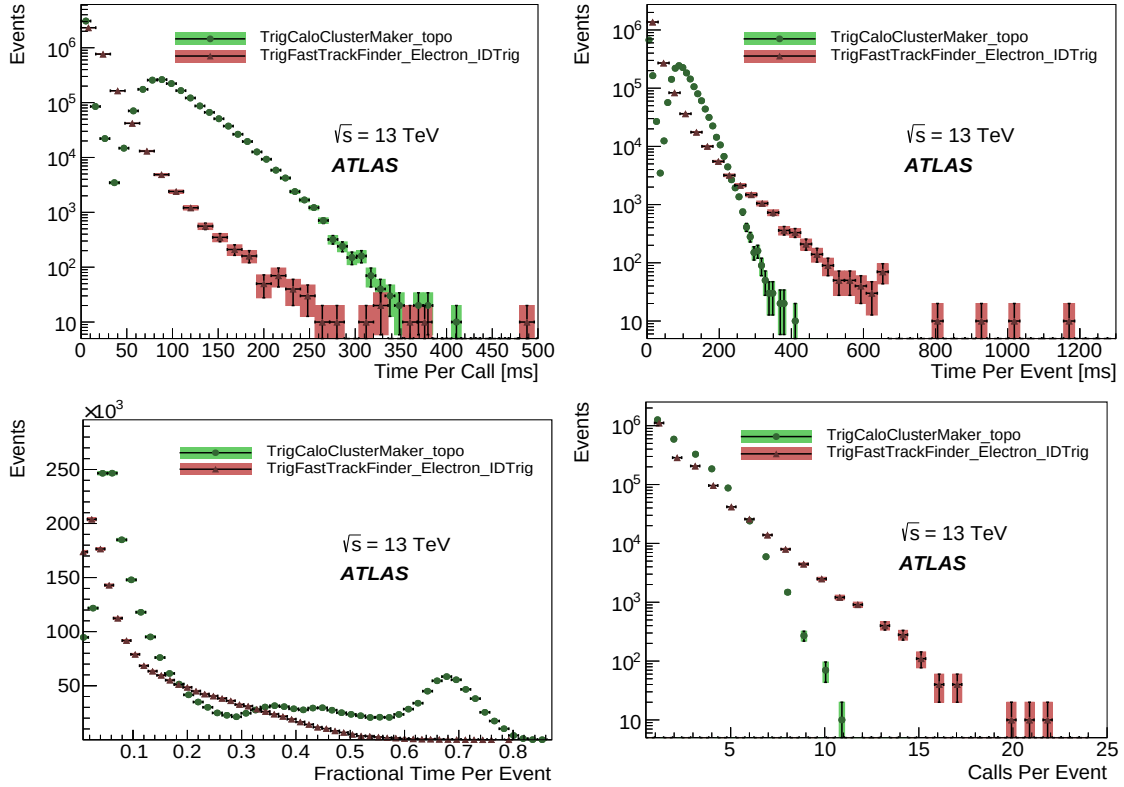 Events
10⁶
10⁵
10⁴
10³
10²
10
TrigCaloClusterMaker_topo
TrigFastTrackFinder_Electron_IDTrig
√s = 13 TeV
ATLAS
0 50 100 150 200 250 300 350 400 450 500
Time Per Call [ms]
Events
10⁶
10⁵
10⁴
10³
10²
10
TrigCaloClusterMaker_topo
TrigFastTrackFinder_Electron_IDTrig
√s = 13 TeV
ATLAS
0 200 400 600 800 1000 1200
Time Per Event [ms]
Events
×10³
250
200
150
100
50
TrigCaloClusterMaker_topo
TrigFastTrackFinder_Electron_IDTrig
√s = 13 TeV
ATLAS
0.1 0.2 0.3 0.4 0.5 0.6 0.7 0.8
Fractional Time Per Event
Events
10⁶
10⁵
10⁴
10³
10²
10
TrigCaloClusterMaker_topo
TrigFastTrackFinder_Electron_IDTrig
√s = 13 TeV
ATLAS
5 10 15 20 25
Calls Per Event